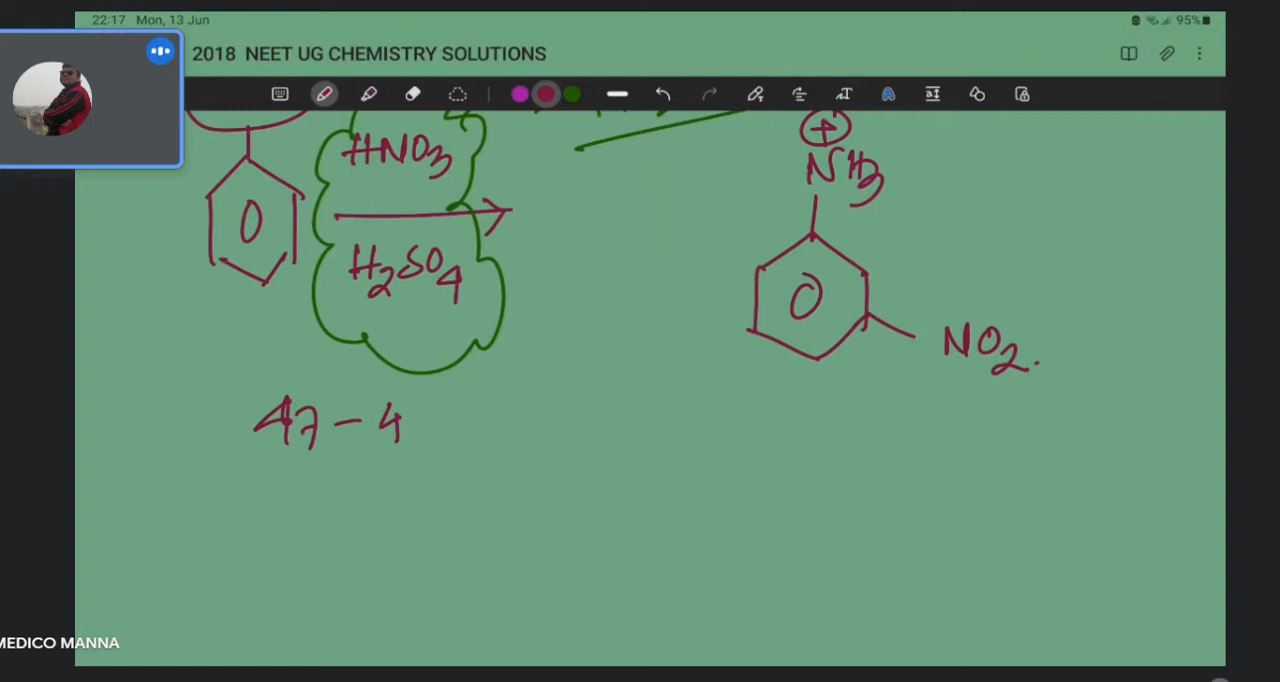 22:17 Mon, 13 Jun
95%
2018 NEET UG CHEMISTRY SOLUTIONS
HNO3
H2SO4
+
NH3
NO2.
47-4
MEDICO MANNA